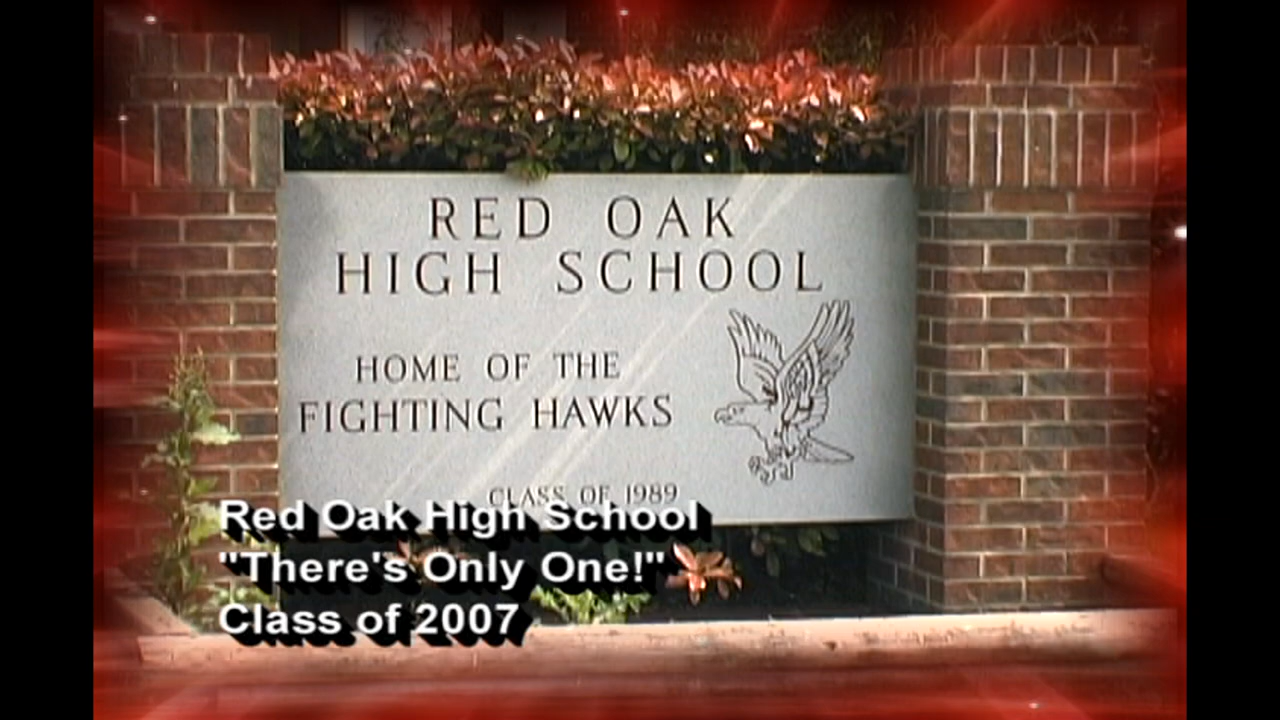 RED OAK
HIGH SCHOOL
HOME OF THE
FIGHTING HAWKS
CLASS OF 1989
Red Oak High School
"There's Only One!"
Class of 2007